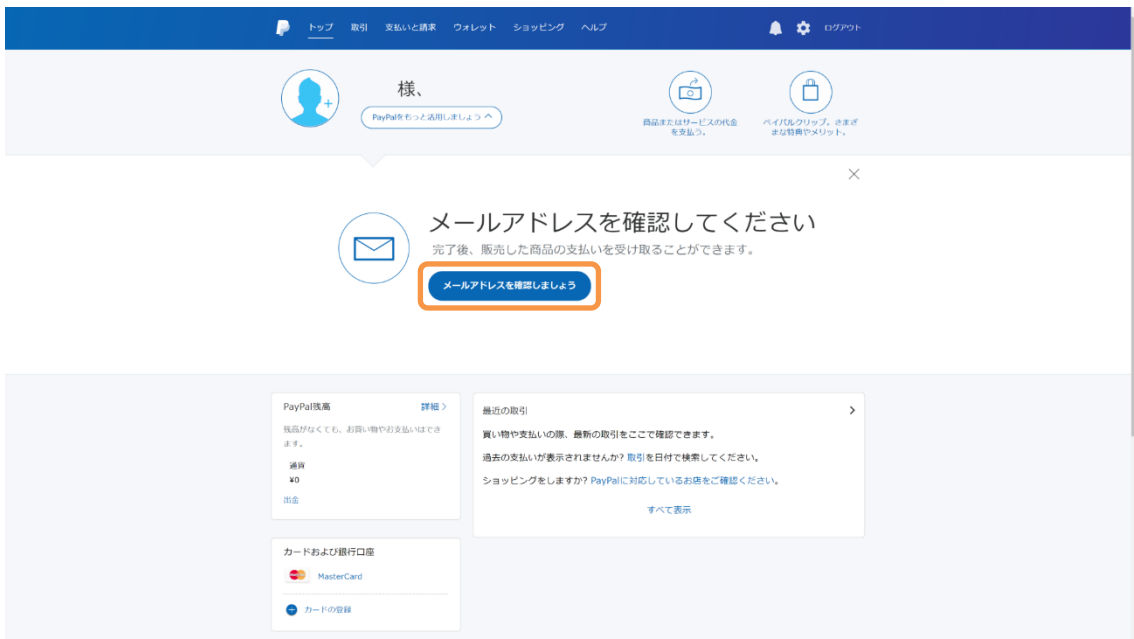 トップ 取引 支払いと請求 ウォレット ショッピング ヘルプ ログアウト
様、
PayPalをもっと活用しましょう
商品またはサービスの代金
を支払う。
ペイパルクリップ。さまざ
まな特典やメリット。
メールアドレスを確認してください
完了後、販売した商品の支払いを受け取ることができます。
メールアドレスを確認しましょう
PayPal残高 詳細
残高がなくても、お買い物やお支払いはでき
ます。
通貨
¥0
出金
最近の取引
買い物や支払いの際、最新の取引をここで確認できます。
過去の支払いが表示されませんか? 取引を日付で検索してください。
ショッピングをしますか? PayPalに対応しているお店をご確認ください。
すべて表示
カードおよび銀行口座
MasterCard
カードの登録